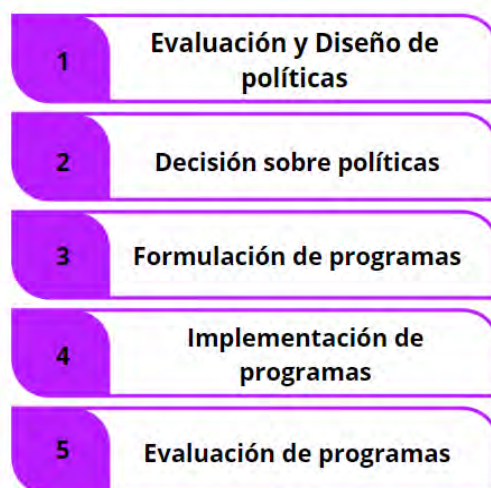 1
Evaluación y Diseño de
políticas
2
Decisión sobre políticas
3
Formulación de programas
4
Implementación de
programas
5
Evaluación de programas